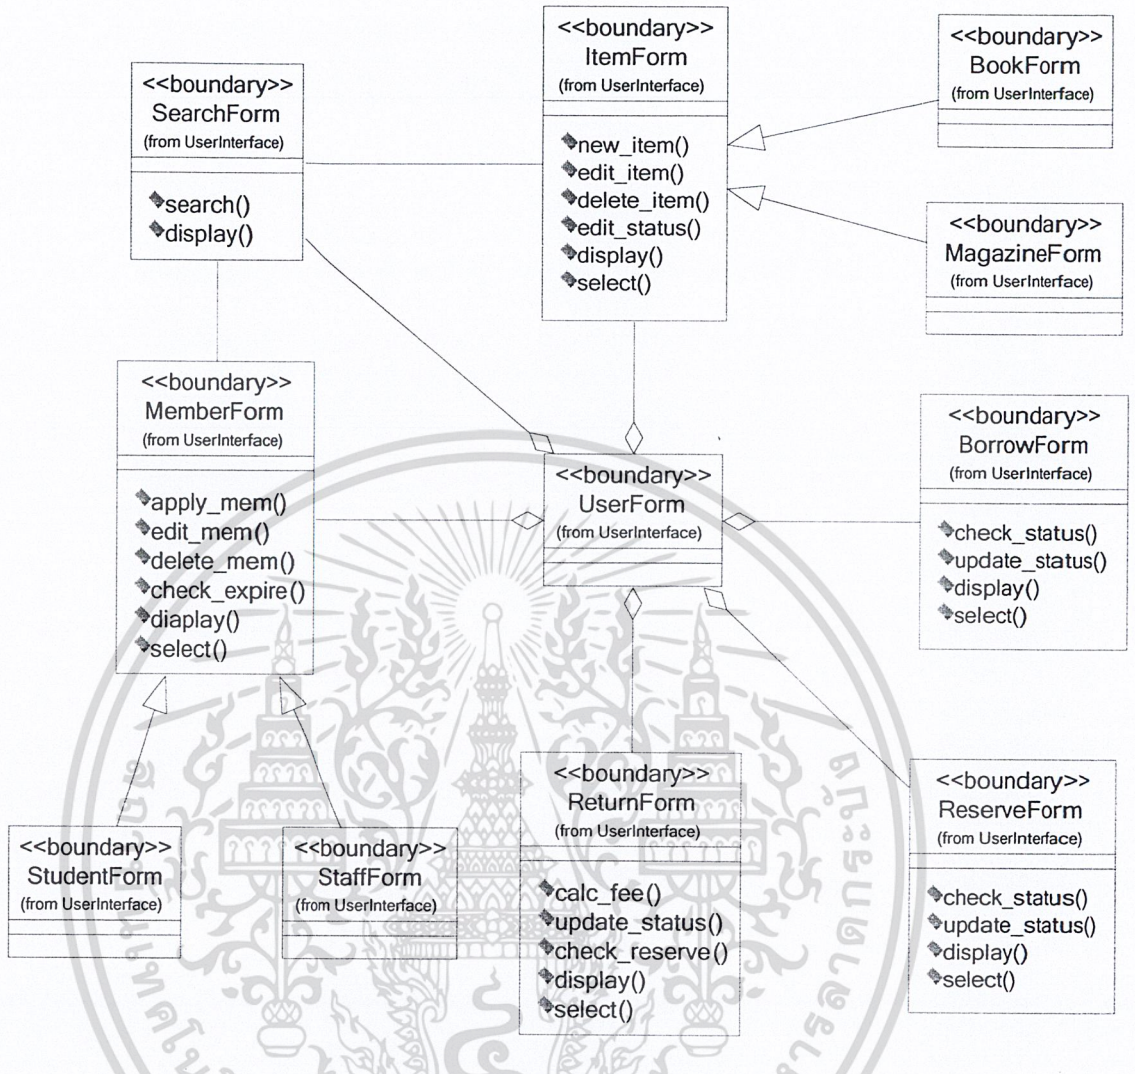 <<boundary>>
SearchForm
(from UserInterface)
search()
display()
<<boundary>>
ItemForm
(from UserInterface)
new_item()
edit_item()
delete_item()
edit_status()
display()
select()
<<boundary>>
BookForm
(from UserInterface)
<<boundary>>
MagazineForm
(from UserInterface)
<<boundary>>
MemberForm
(from UserInterface)
apply_mem()
edit_mem()
delete_mem()
check_expire()
diaplay()
select()
<<boundary>>
UserForm
(from UserInterface)
<<boundary>>
BorrowForm
(from UserInterface)
check_status()
update_status()
display()
select()
<<boundary>>
StudentForm
(from UserInterface)
<<boundary>>
StaffForm
(from UserInterface)
<<boundary>>
ReturnForm
(from UserInterface)
calc_fee()
update_status()
check_reserve()
display()
select()
<<boundary>>
ReserveForm
(from UserInterface)
check_status()
update_status()
display()
select()